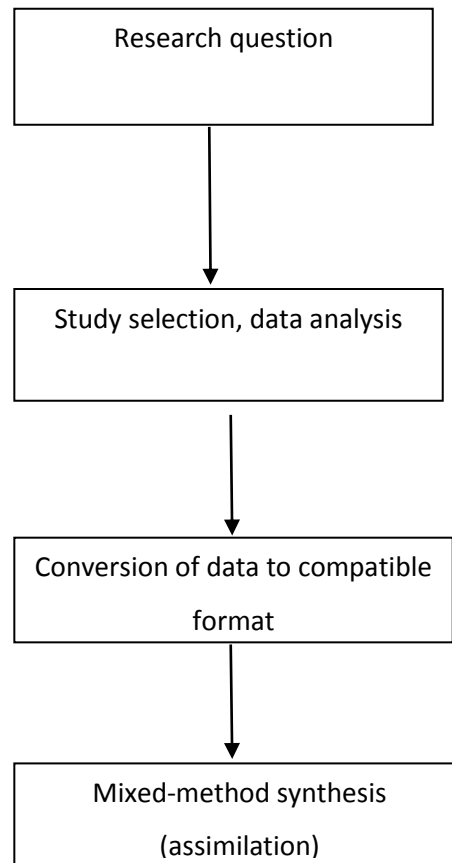 Research question
Study selection, data analysis
Conversion of data to compatible
format
Mixed-method synthesis
(assimilation)